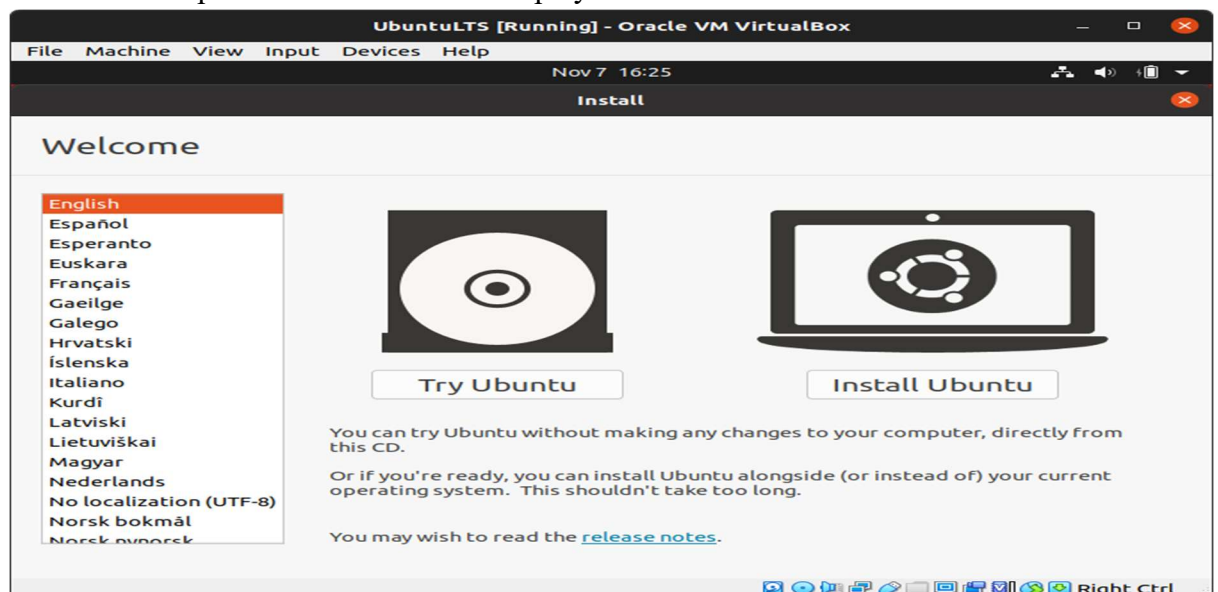 UbuntuLTS [Running] - Oracle VM VirtualBox
File Machine View Input Devices Help
Nov 7 16:25
Install
Welcome
English
Español
Esperanto
Euskara
Français
Gaeilge
Galego
Hrvatski
Íslenska
Italiano
Kurdî
Latviski
Lietuviškai
Magyar
Nederlands
No localization (UTF-8)
Norsk bokmål
Norsk nynorsk
Try Ubuntu
Install Ubuntu
You can try Ubuntu without making any changes to your computer, directly from
this CD.
Or if you're ready, you can install Ubuntu alongside (or instead of) your current
operating system. This shouldn't take too long.
You may wish to read the release notes.
Right Ctrl